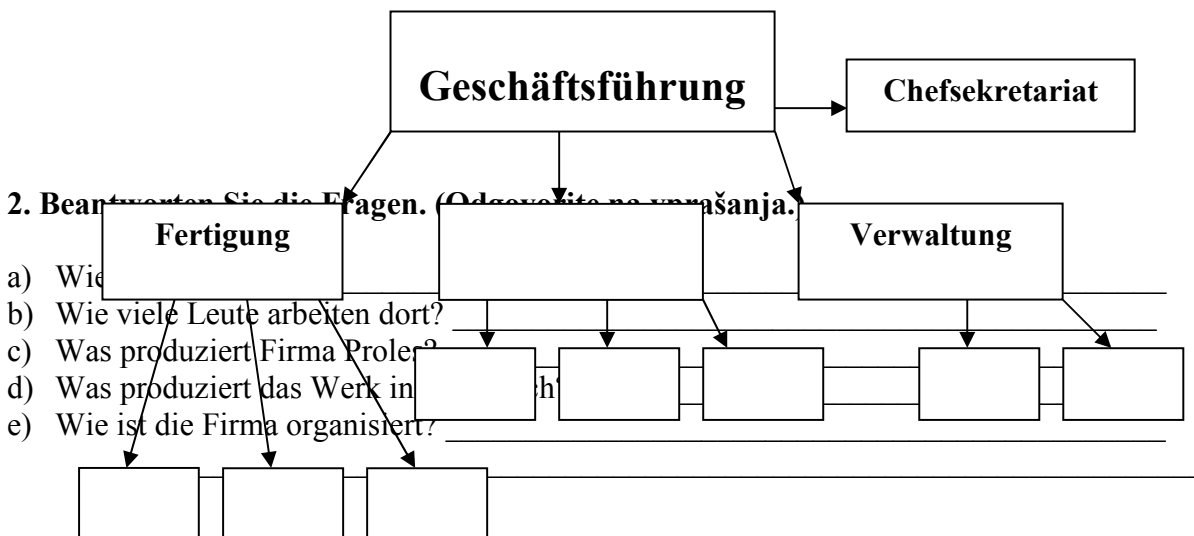 Geschäftsführung
Chefsekretariat
2. Beantworten Sie die Fragen. (Odgovorite na vprašanja.)
Fertigung
Verwaltung
a) Wie
b) Wie viele Leute arbeiten dort?
c) Was produziert Firma Proles?
d) Was produziert das Werk in
e) Wie ist die Firma organisiert?